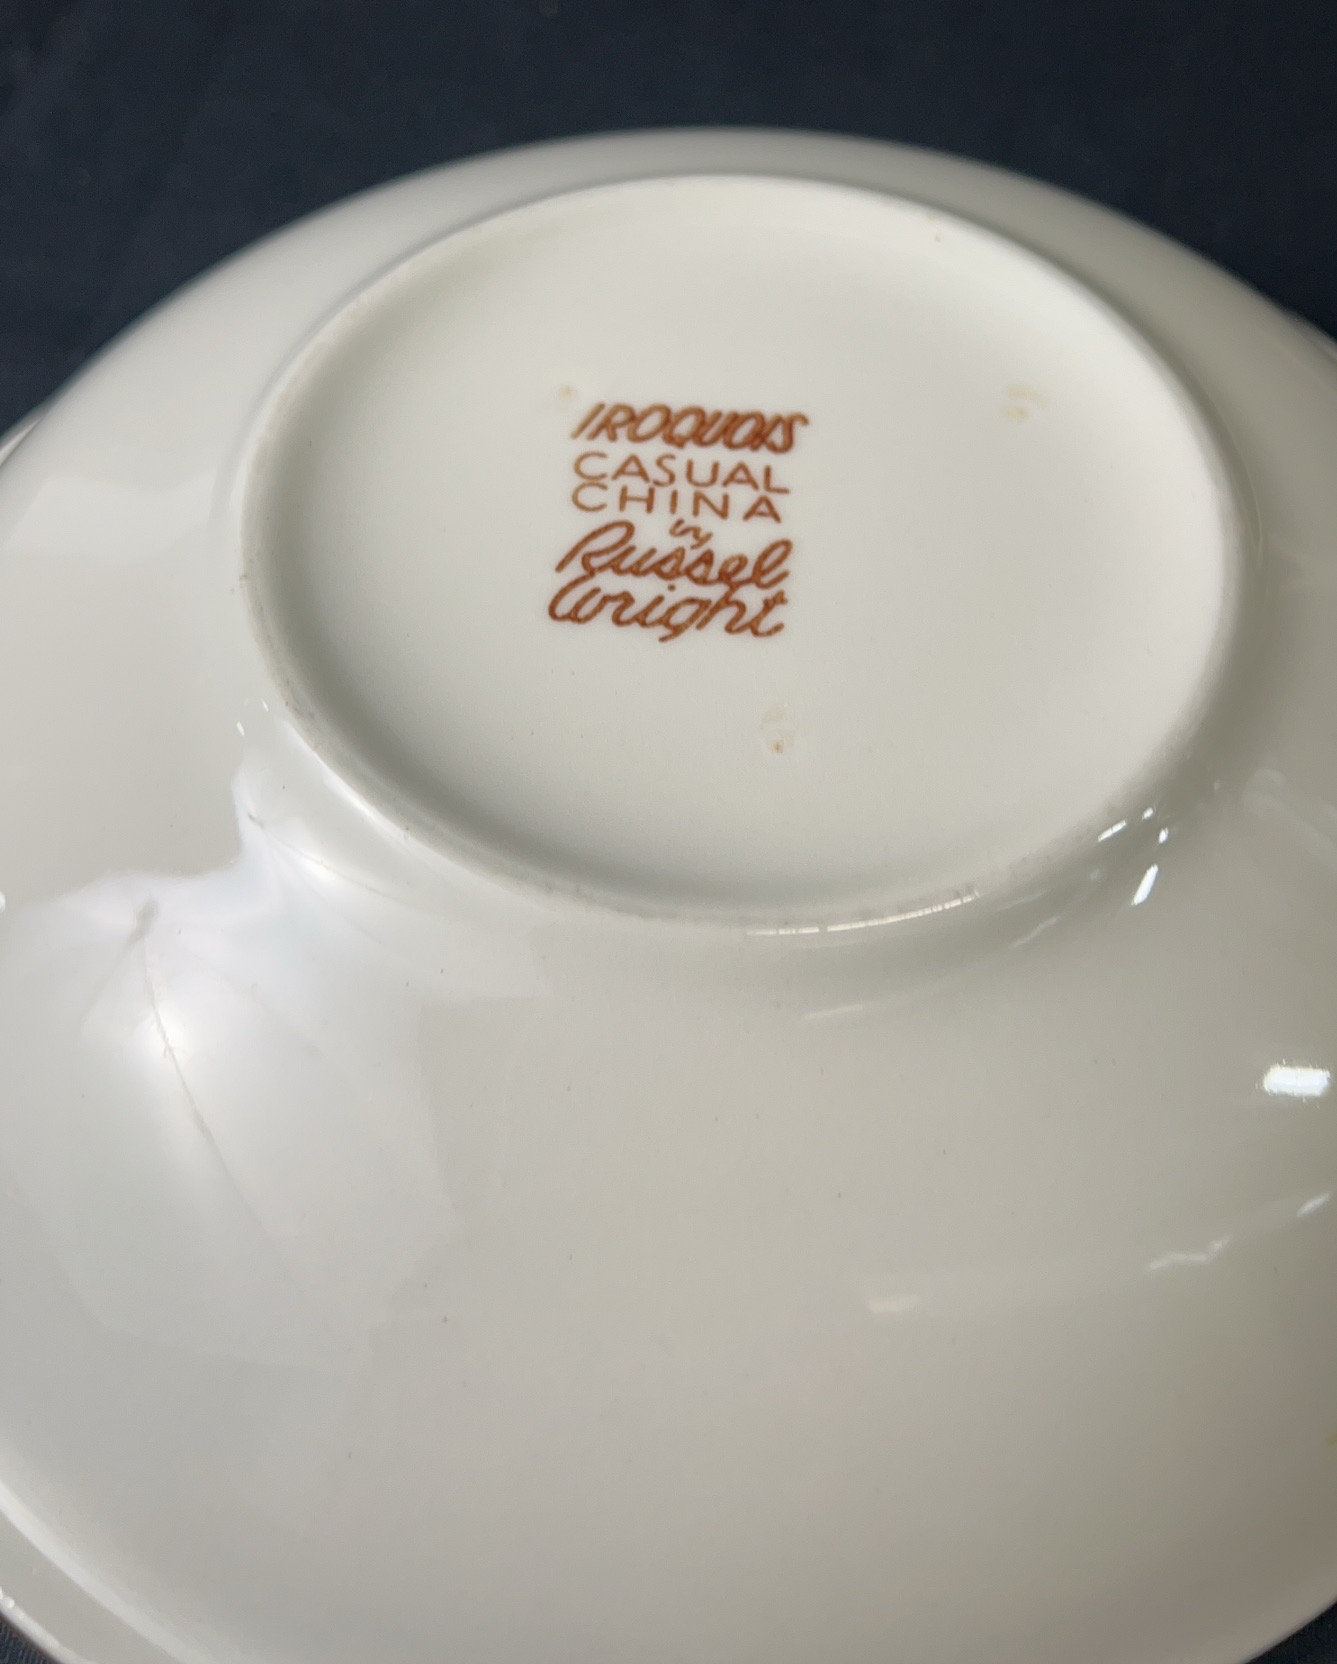 IROQUOIS
CASUAL
CHINA
by
Russel
Wright